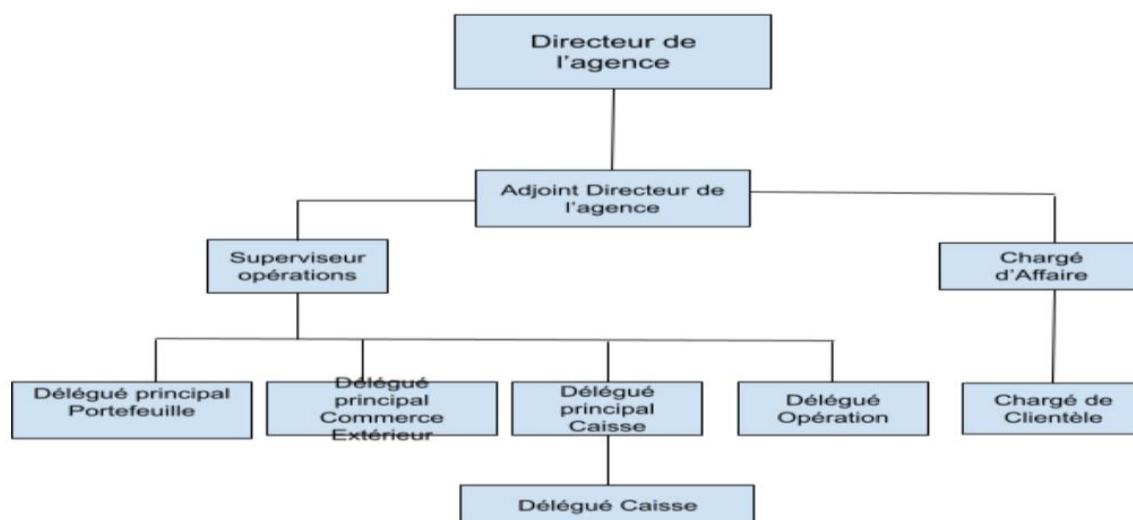 Directeur de
l'agence
Adjoint Directeur de
l'agence
Superviseur
opérations
Chargé
d'Affaire
Délégué principal
Portefeuille
Délégué
principal
Commerce
Extérieur
Délégué
principal
Caisse
Délégué
Opération
Chargé de
Clientèle
Délégué Caisse